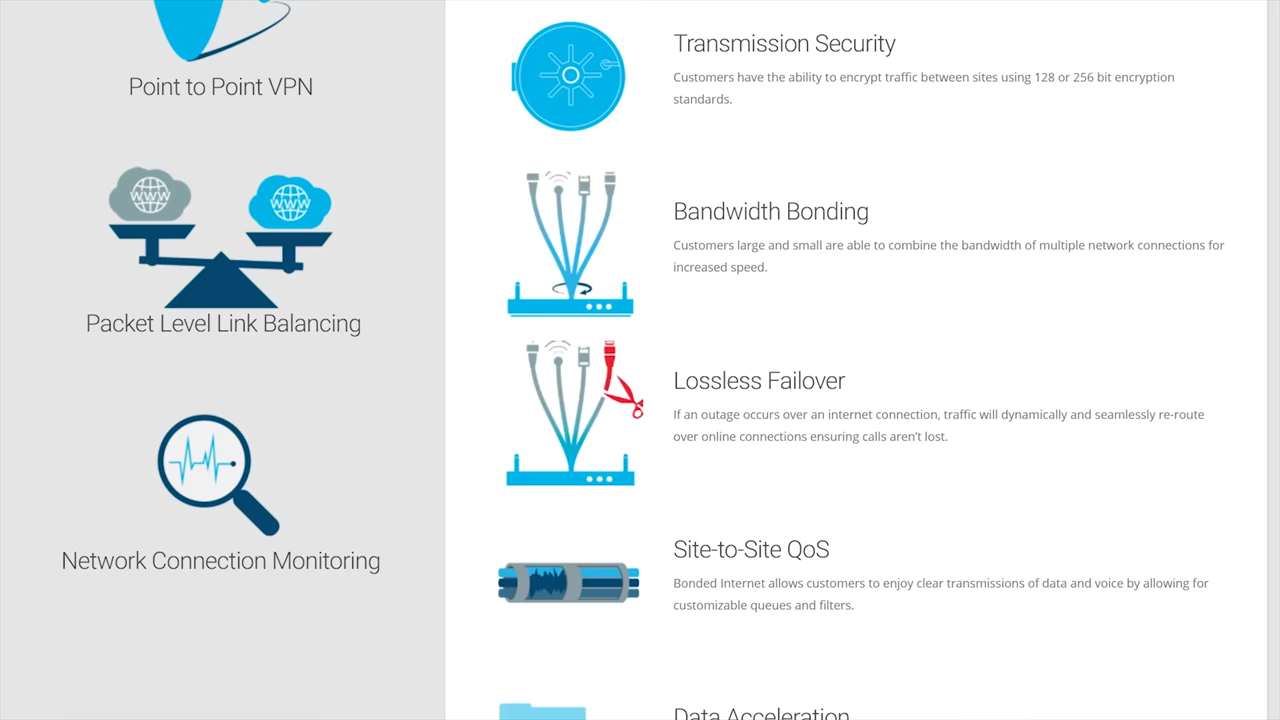 Point to Point VPN
WWW
WWW
Packet Level Link Balancing
Network Connection Monitoring
Transmission Security
Customers have the ability to encrypt traffic between sites using 128 or 256 bit encryption
standards.
Bandwidth Bonding
Customers large and small are able to combine the bandwidth of multiple network connections for
increased speed.
Lossless Failover
If an outage occurs over an internet connection, traffic will dynamically and seamlessly re-route
over online connections ensuring calls aren’t lost.
Site-to-Site QoS
Bonded Internet allows customers to enjoy clear transmissions of data and voice by allowing for
customizable queues and filters.
Data Acceleration